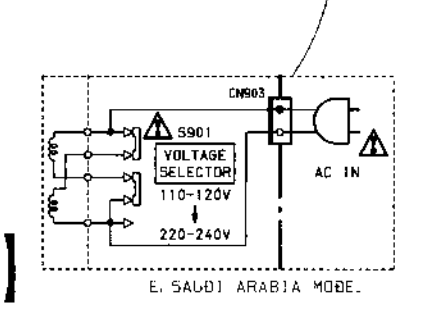 CN903
S901
VOLTAGE
SELECTOR
110-120V
220-240V
AC IN
E, SAUDI ARABIA MODEL